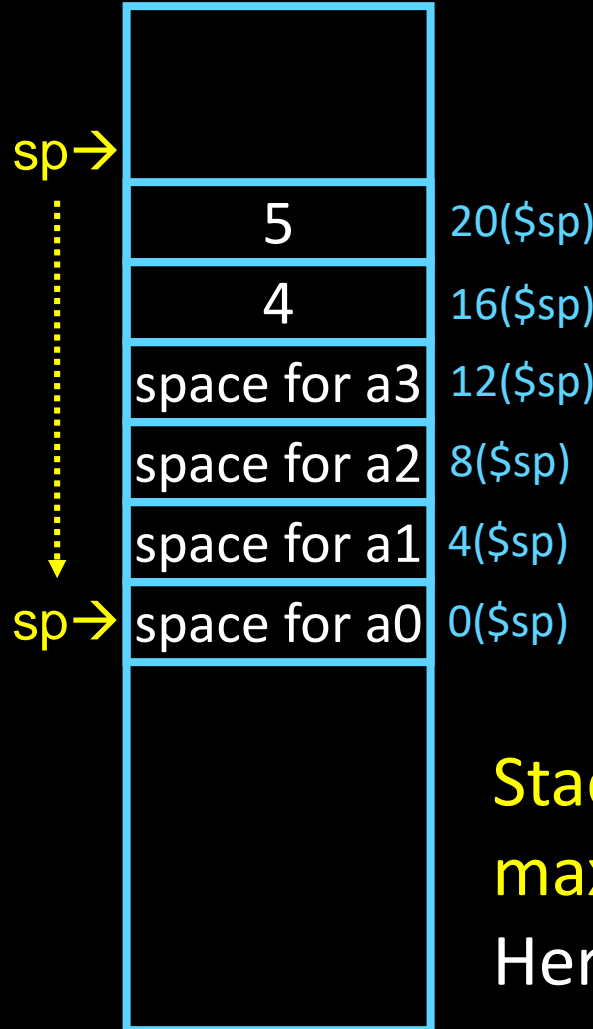 sp→
5 20($sp)
4 16($sp)
space for a3 12($sp)
space for a2 8($sp)
space for a1 4($sp)
sp→ space for a0 0($sp)